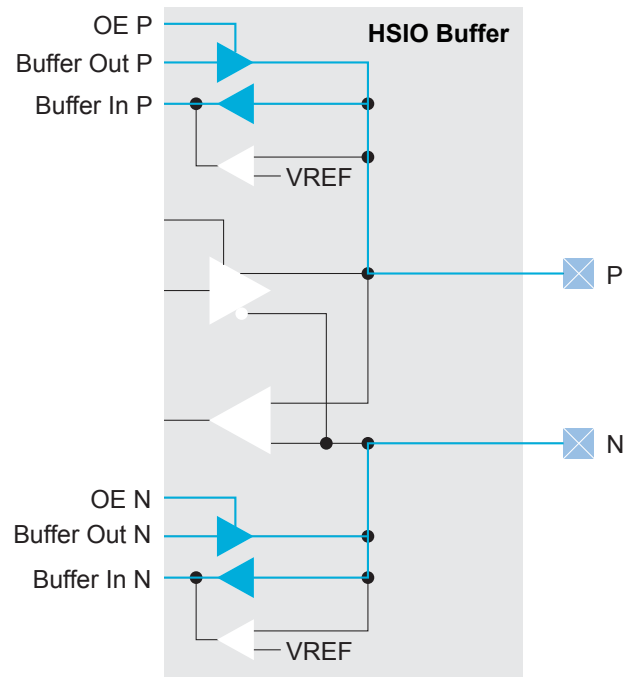 OE P
HSIO Buffer
Buffer Out P
Buffer In P
VREF
P
N
OE N
Buffer Out N
Buffer In N
VREF